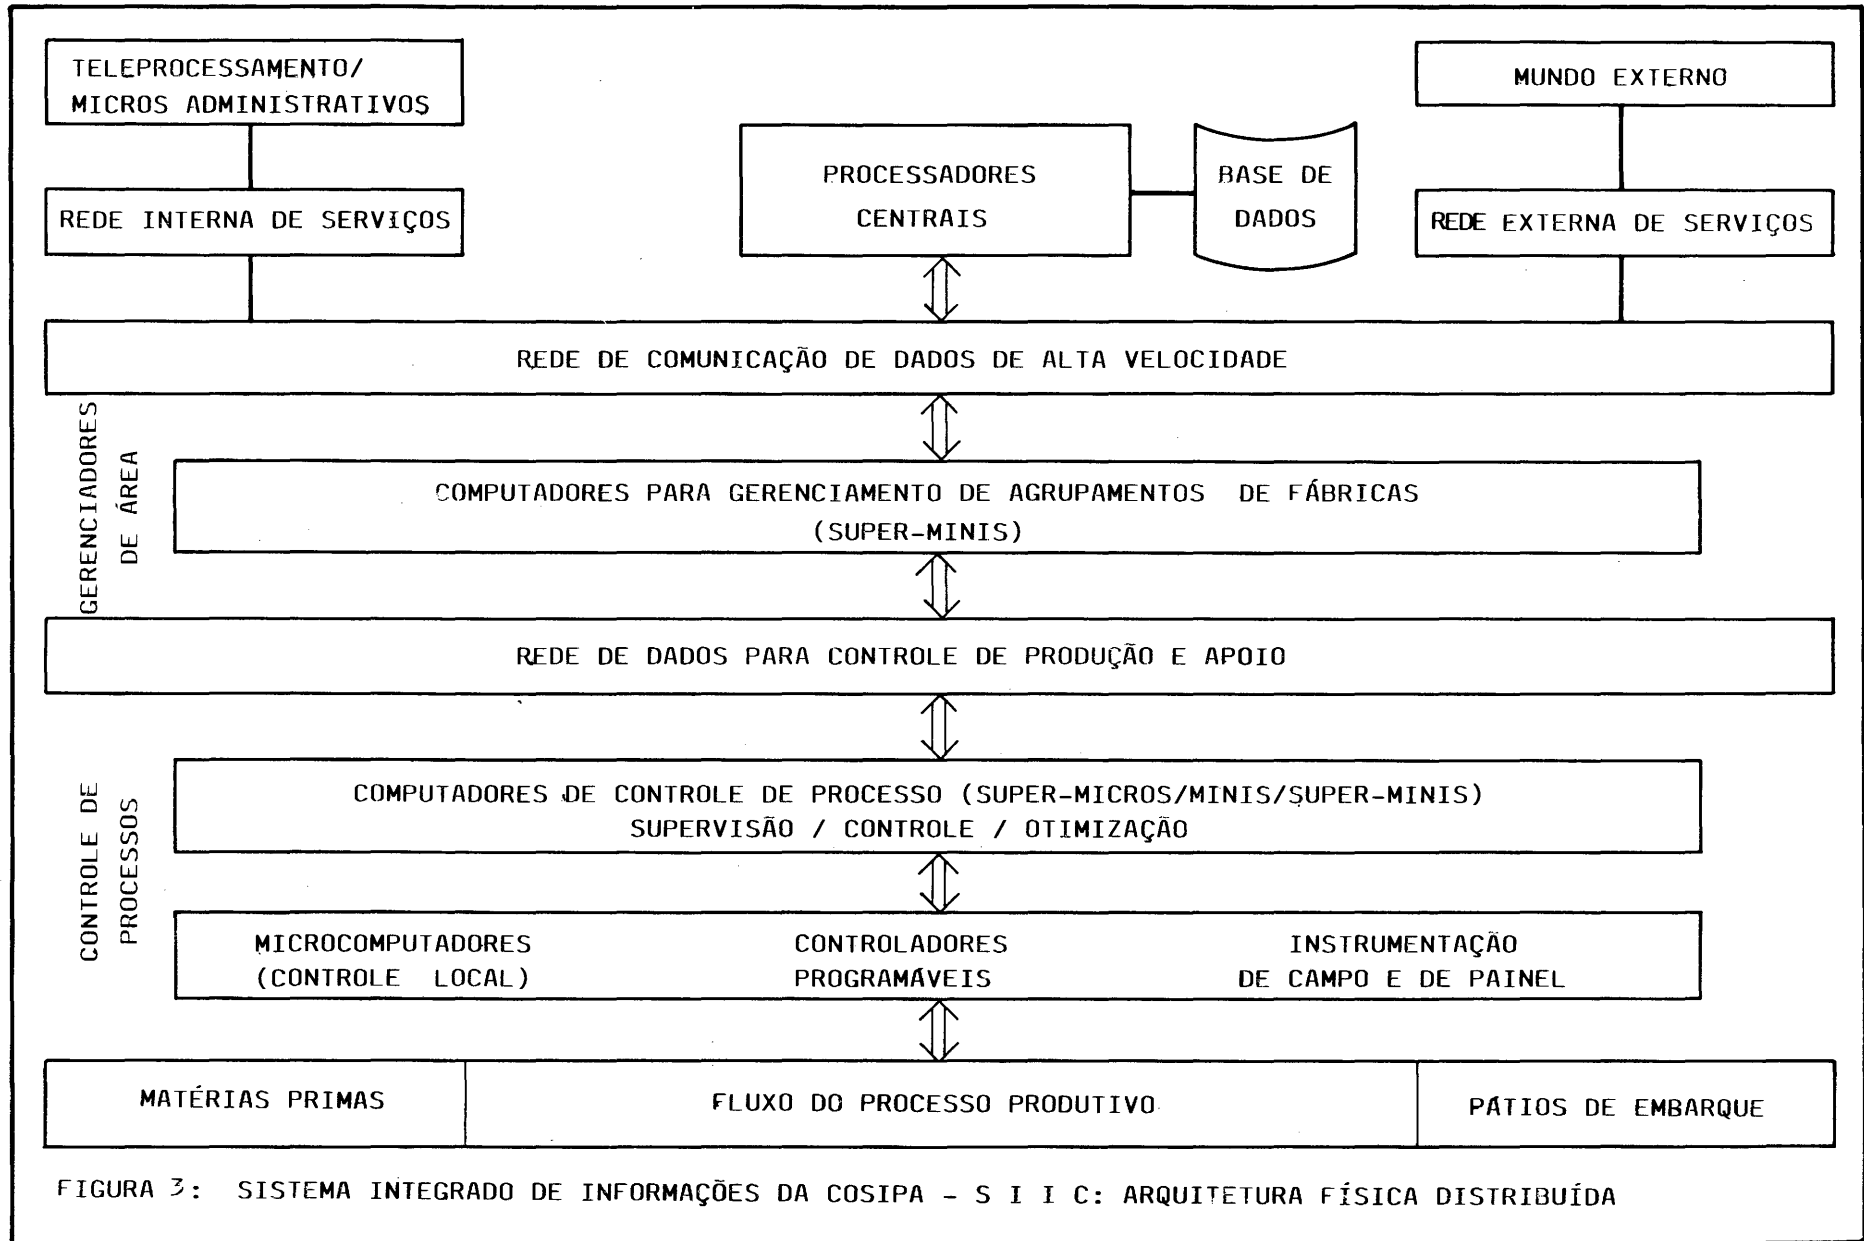 TELEPROCESSAMENTO/
MICROS ADMINISTRATIVOS
MUNDO EXTERNO
PROCESSADORES
CENTRAIS
BASE DE
DADOS
REDE INTERNA DE SERVIÇOS
REDE EXTERNA DE SERVIÇOS
REDE DE COMUNICAÇÃO DE DADOS DE ALTA VELOCIDADE
GERENCIADORES
DE ÁREA
COMPUTADORES PARA GERENCIAMENTO DE AGRUPAMENTOS DE FÁBRICAS
(SUPER-MINIS)
REDE DE DADOS PARA CONTROLE DE PRODUÇÃO E APOIO
CONTROLE DE
PROCESSOS
COMPUTADORES DE CONTROLE DE PROCESSO (SUPER-MICROS/MINIS/SUPER-MINIS)
SUPERVISÃO / CONTROLE / OTIMIZAÇÃO
MICROCOMPUTADORES
(CONTROLE LOCAL)
CONTROLADORES
PROGRAMÁVEIS
INSTRUMENTAÇÃO
DE CAMPO E DE PAINEL
MATÉRIAS PRIMAS
FLUXO DO PROCESSO PRODUTIVO
PÁTIOS DE EMBARQUE
FIGURA 3: SISTEMA INTEGRADO DE INFORMAÇÕES DA COSIPA - S I I C: ARQUITETURA FÍSICA DISTRIBUÍDA